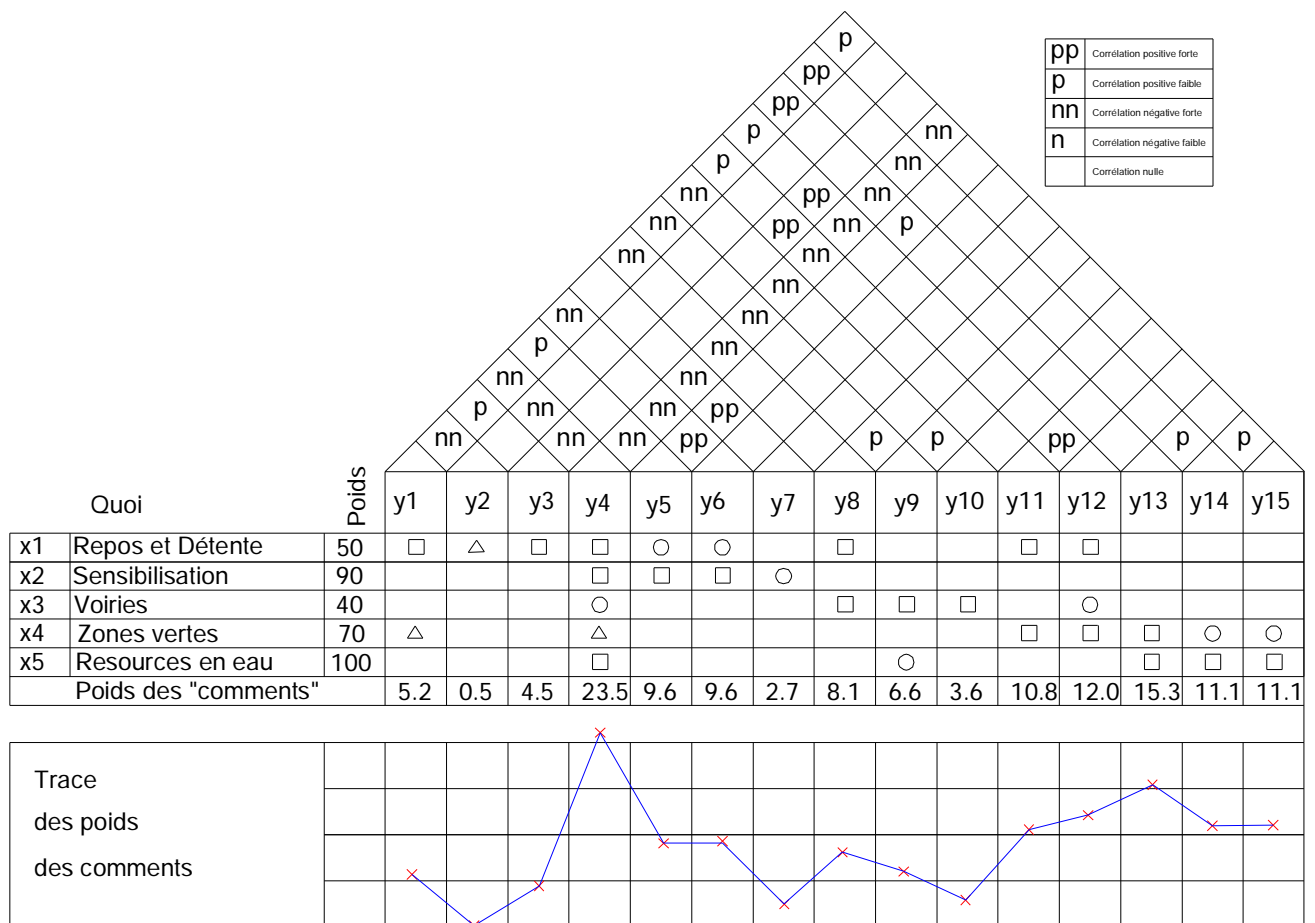 p
pp
pp
p nn
p nn
nn pp nn
nn pp nn p
nn nn
nn
nn nn
p nn
nn nn
p nn nn pp
nn nn nn pp p p pp p p
pp Corrélation positive forte
p Corrélation positive faible
nn Corrélation négative forte
n Corrélation négative faible
Corrélation nulle
Quoi Poids y1 y2 y3 y4 y5 y6 y7 y8 y9 y10 y11 y12 y13 y14 y15
x1 Repos et Détente 50
x2 Sensibilisation 90
x3 Voiries 40
x4 Zones vertes 70
x5 Resources en eau 100
Poids des "comments" 5.2 0.5 4.5 23.5 9.6 9.6 2.7 8.1 6.6 3.6 10.8 12.0 15.3 11.1 11.1
Trace
des poids
des comments